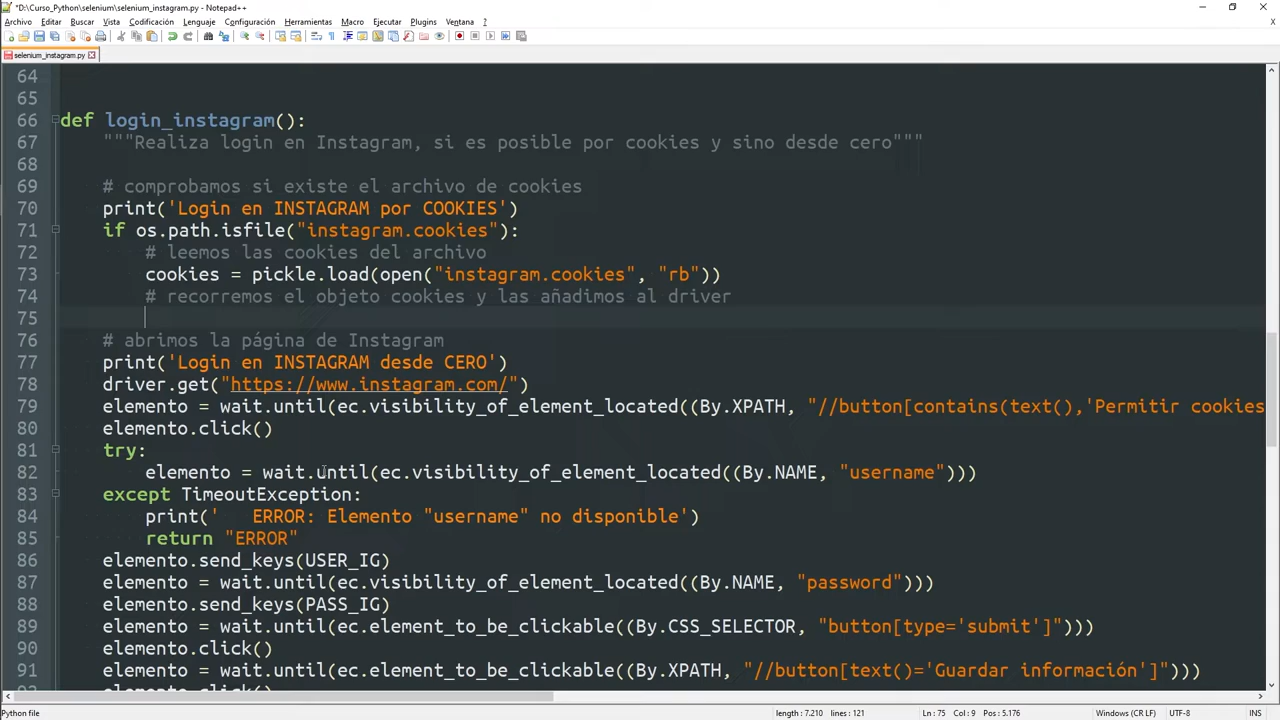 *D:\Curso_Python\selenium\selenium_instagram.py - Notepad++
Archivo Editar Buscar Vista Codificación Lenguaje Configuración Herramientas Macro Ejecutar Plugins Ventana ?
X
selenium_instagram.py
64
65
66 def login_instagram():
67 """Realiza login en Instagram, si es posible por cookies y sino desde cero"""
68
69 # comprobamos si existe el archivo de cookies
70 print('Login en INSTAGRAM por COOKIES')
71 if os.path.isfile("instagram.cookies"):
72 # leemos las cookies del archivo
73 cookies = pickle.load(open("instagram.cookies", "rb"))
74 # recorremos el objeto cookies y las añadimos al driver
75
76 # abrimos la página de Instagram
77 print('Login en INSTAGRAM desde CERO')
78 driver.get("https://www.instagram.com/")
79 elemento = wait.until(ec.visibility_of_element_located((By.XPATH, "//button[contains(text(),'Permitir cookies
80 elemento.click()
81 try:
82 elemento = wait.until(ec.visibility_of_element_located((By.NAME, "username")))
83 except TimeoutException:
84 print('   ERROR: Elemento "username" no disponible')
85 return "ERROR"
86 elemento.send_keys(USER_IG)
87 elemento = wait.until(ec.visibility_of_element_located((By.NAME, "password")))
88 elemento.send_keys(PASS_IG)
89 elemento = wait.until(ec.element_to_be_clickable((By.CSS_SELECTOR, "button[type='submit']")))
90 elemento.click()
91 elemento = wait.until(ec.element_to_be_clickable((By.XPATH, "//button[text()='Guardar información']")))
92 elemento.click()
Python file length : 7.210 lines : 121 Ln : 75 Col : 9 Pos : 5.176 Windows (CR LF) UTF-8 INS